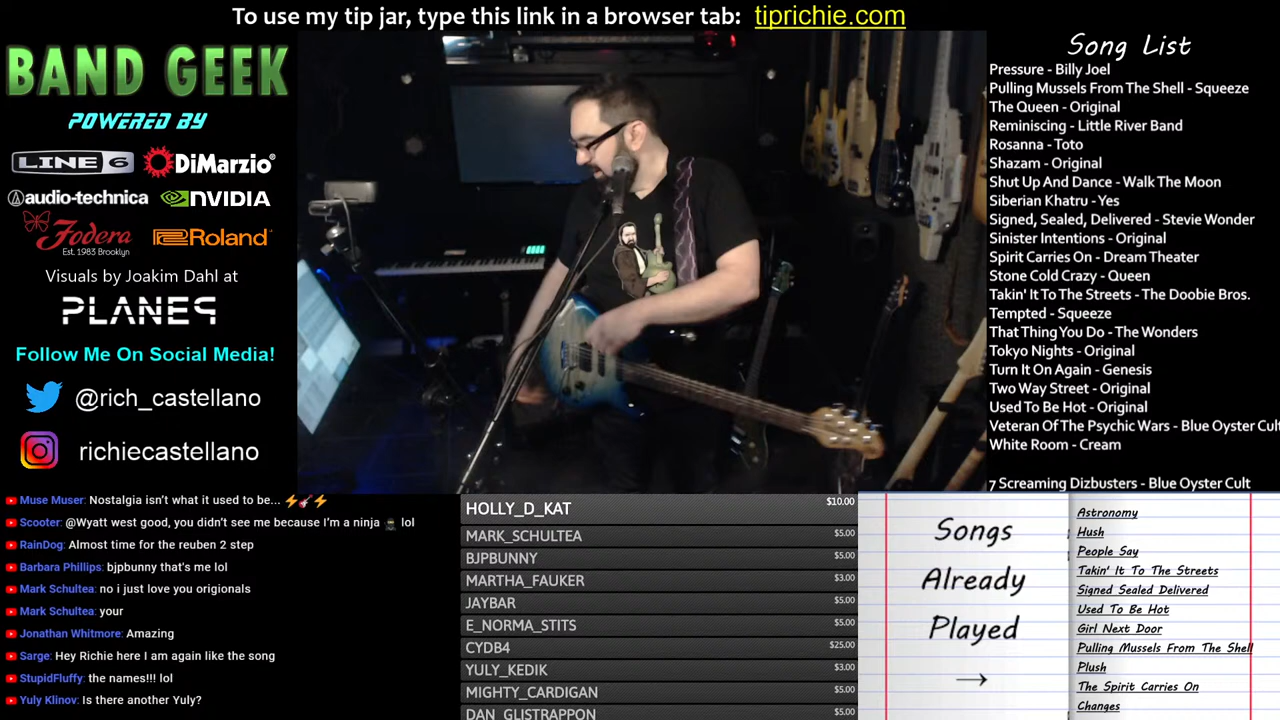 To use my tip jar, type this link in a browser tab: tiprichie.com
BAND GEEK
POWERED BY
LINE 6
DiMarzio
audio-technica
NVIDIA
Fodera
Est. 1983 Brooklyn
Roland
Visuals by Joakim Dahl at
PLANE9
Follow Me On Social Media!
@rich_castellano
richiecastellano
Muse Muser: Nostalgia isn't what it used to be... ⚡🎸⚡
Scooter: @Wyatt west good, you didn't see me because I'm a ninja 🥷 lol
RainDog: Almost time for the reuben 2 step
Barbara Phillips: bjpbunny that's me lol
Mark Schultea: no i just love you origionals
Mark Schultea: your
Jonathan Whitmore: Amazing
Sarge: Hey Richie here I am again like the song
StupidFluffy: the names!!! lol
Yuly Klinov: Is there another Yuly?
HOLLY_D_KAT $10.00
MARK_SCHULTEA $5.00
BJPBUNNY $5.00
MARTHA_FAUKER $3.00
JAYBAR $5.00
E_NORMA_STITS $5.00
CYDB4 $25.00
YULY_KEDIK $3.00
MIGHTY_CARDIGAN $5.00
DAN_GLISTRAPPON $5.00
Song List
Pressure - Billy Joel
Pulling Mussels From The Shell - Squeeze
The Queen - Original
Reminiscing - Little River Band
Rosanna - Toto
Shazam - Original
Shut Up And Dance - Walk The Moon
Siberian Khatru - Yes
Signed, Sealed, Delivered - Stevie Wonder
Sinister Intentions - Original
Spirit Carries On - Dream Theater
Stone Cold Crazy - Queen
Takin' It To The Streets - The Doobie Bros.
Tempted - Squeeze
That Thing You Do - The Wonders
Tokyo Nights - Original
Turn It On Again - Genesis
Two Way Street - Original
Used To Be Hot - Original
Veteran Of The Psychic Wars - Blue Oyster Cult
White Room - Cream
7 Screaming Dizbusters - Blue Oyster Cult
Songs
Already
Played
→
Astronomy
Hush
People Say
Takin' It To The Streets
Signed Sealed Delivered
Used To Be Hot
Girl Next Door
Pulling Mussels From The Shell
Plush
The Spirit Carries On
Changes